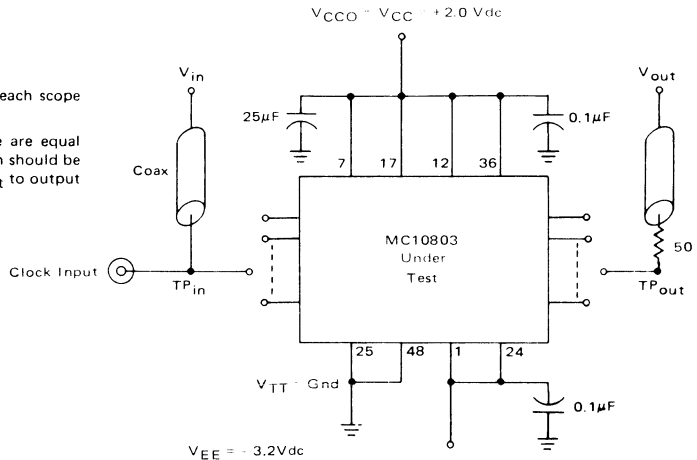 VCCO = VCC = +2.0 Vdc
each scope
e are equal
h should be
t to output
Vin
Coax
Clock Input
TPin
25µF
0.1µF
7 17 12 36
MC10803
Under
Test
Vout
50
TPout
25 48 1 24
VTT = Gnd
0.1µF
VEE = - 3.2Vdc